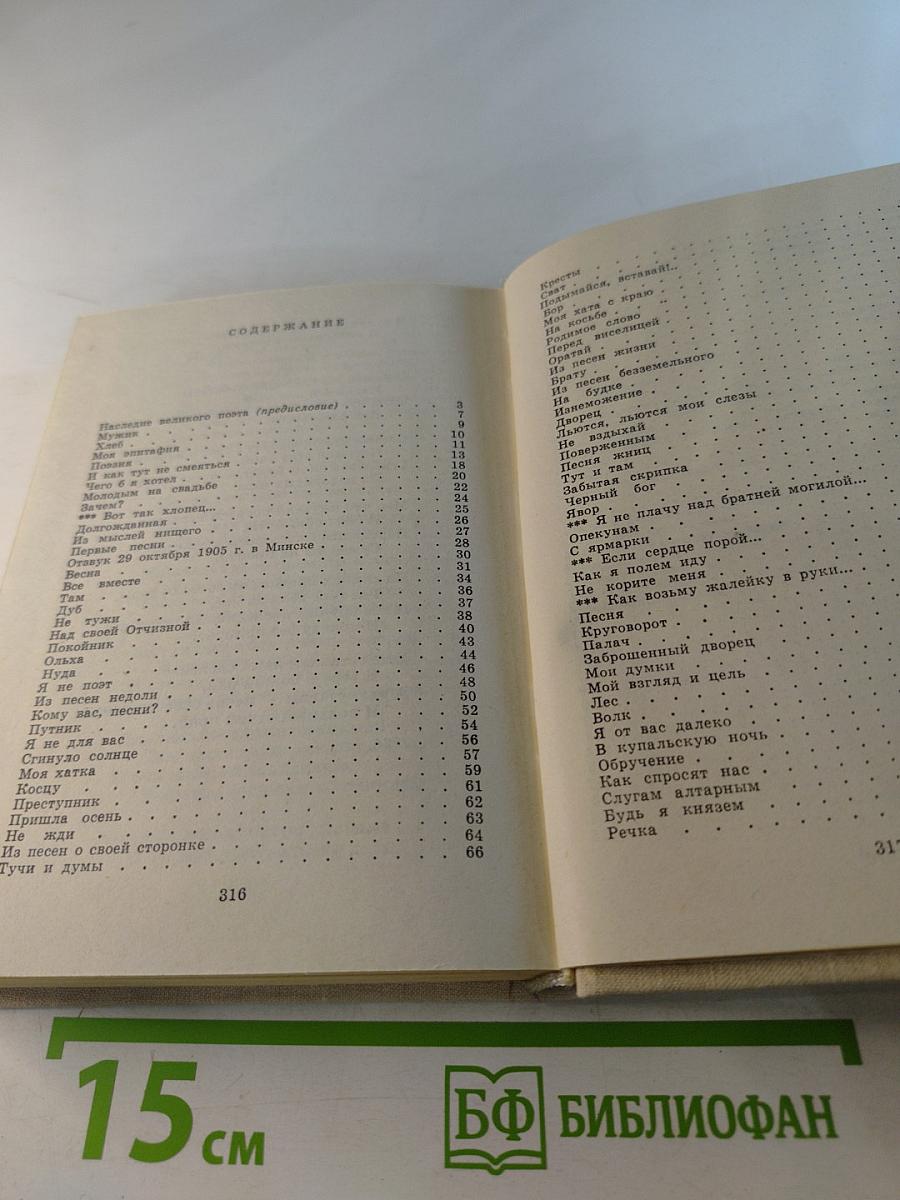 СОДЕРЖАНИЕ
Наследие великого поэта (предисловие) . 3
Мужик . 7
Хлеб . 9
Моя эпитафия . 10
Поэзия . 11
И как тут не смеяться . 13
Чего б я хотел . 18
Молодым на свадьбе . 20
Зачем? . 22
*** Вот так хлопец... 24
Долгожданная . 25
Из мыслей нищего . 26
Первые песни . 27
Отзвук 29 октября 1905 г. в Минске . 28
Весна . 30
Все вместе . 31
Там . 34
Дуб . 36
Не тужи . 37
Над своей Отчизной . 38
Покойник . 40
Ольха . 43
Нуда . 44
Я не поэт . 46
Из песен недоли . 48
Кому вас, песни? . 50
Путник . 52
Я не для вас . 54
Сгинуло солнце . 56
Моя хатка . 57
Косцу . 59
Преступник . 61
Пришла осень . 62
Не жди . 63
Из песен о своей сторонке . 64
Тучи и думы . 66
316
Кресты
Сват
Подымайся, вставай!..
Бор
Моя хата с краю
На косьбе
Родимое слово
Перед виселицей
Оратай
Из песен жизни
Брату
Из песен безземельного
На будке
Изнеможение
Дворец
Льются, льются мои слезы
Не вздыхай
Поверженным
Песня жниц
Тут и там
Забытая скрипка
Черный бог
Явор
*** Я не плачу над братней могилой...
Опекунам
С ярмарки
*** Если сердце порой...
Как я полем иду
Не корите меня
*** Как возьму жалейку в руки...
Песня
Круговорот
Палач
Заброшенный дворец
Мои думки
Мой взгляд и цель
Лес
Волк
Я от вас далеко
В купальскую ночь
Обручение
Как спросят нас
Слугам алтарным
Будь я князем
Речка
317
15 см
БФ БИБЛИОФАН